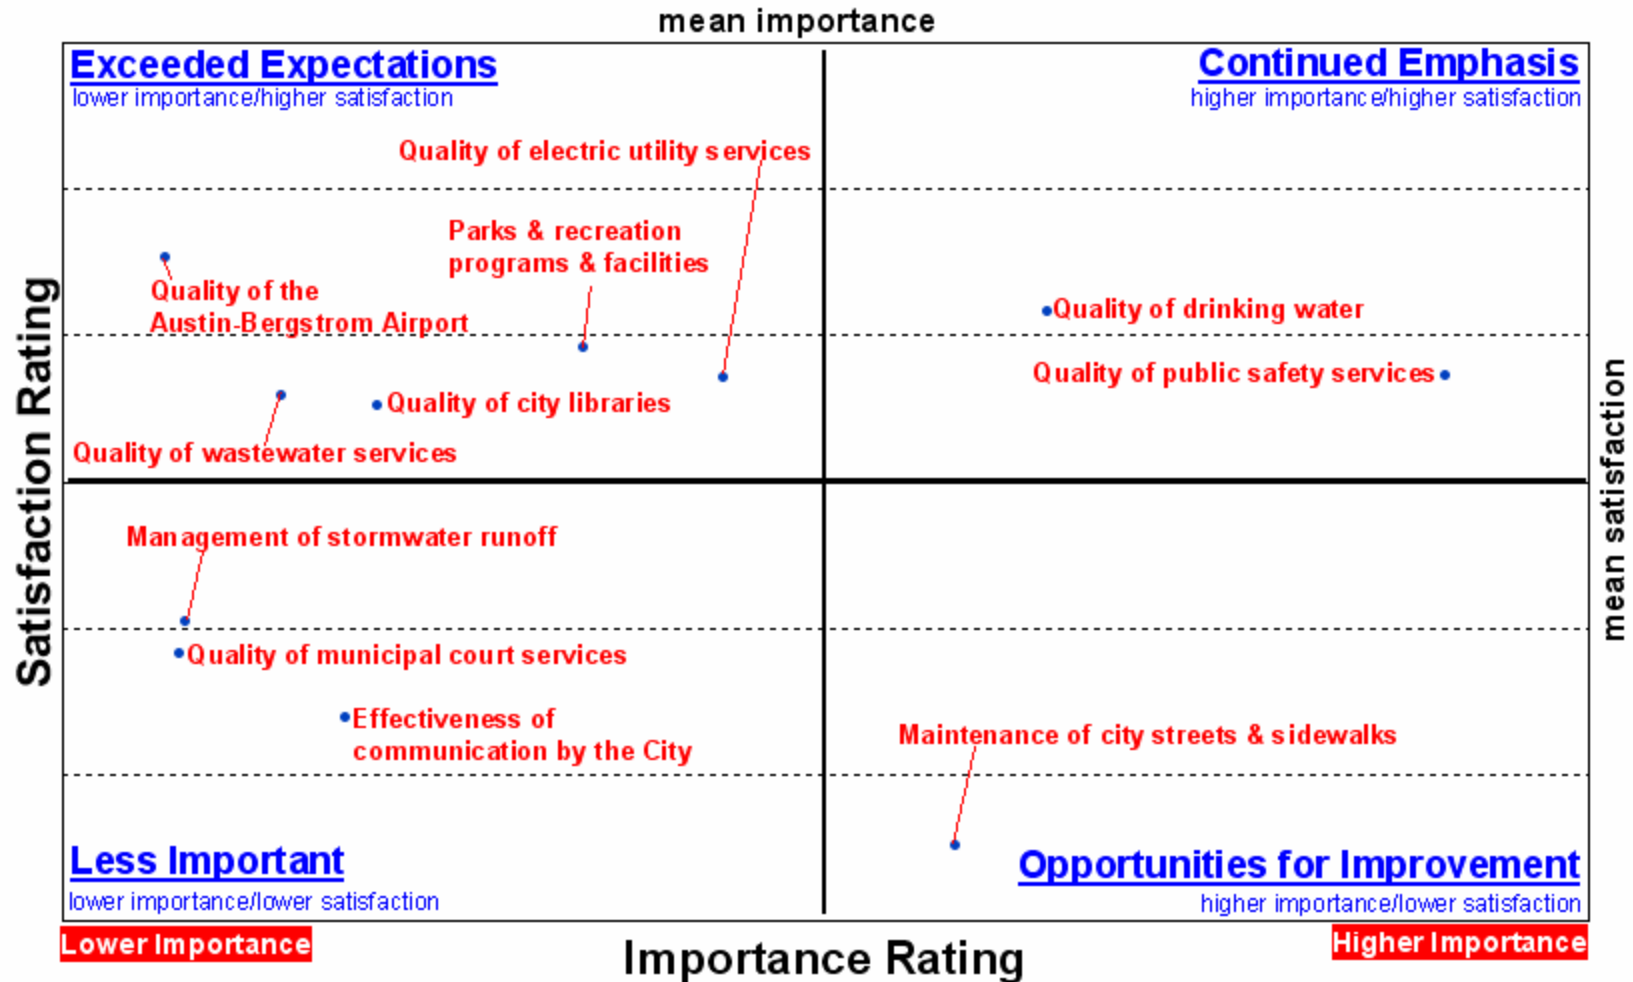 mean importance
Exceeded Expectations
lower importance/higher satisfaction
Continued Emphasis
higher importance/higher satisfaction
Quality of electric utility services
Parks & recreation
programs & facilities
Quality of the
Austin-Bergstrom Airport
Quality of drinking water
Quality of public safety services
Quality of city libraries
Quality of wastewater services
Satisfaction Rating
mean satisfaction
Management of stormwater runoff
Quality of municipal court services
Effectiveness of
communication by the City
Maintenance of city streets & sidewalks
Less Important
lower importance/lower satisfaction
Opportunities for Improvement
higher importance/lower satisfaction
Lower Importance
Importance Rating
Higher Importance